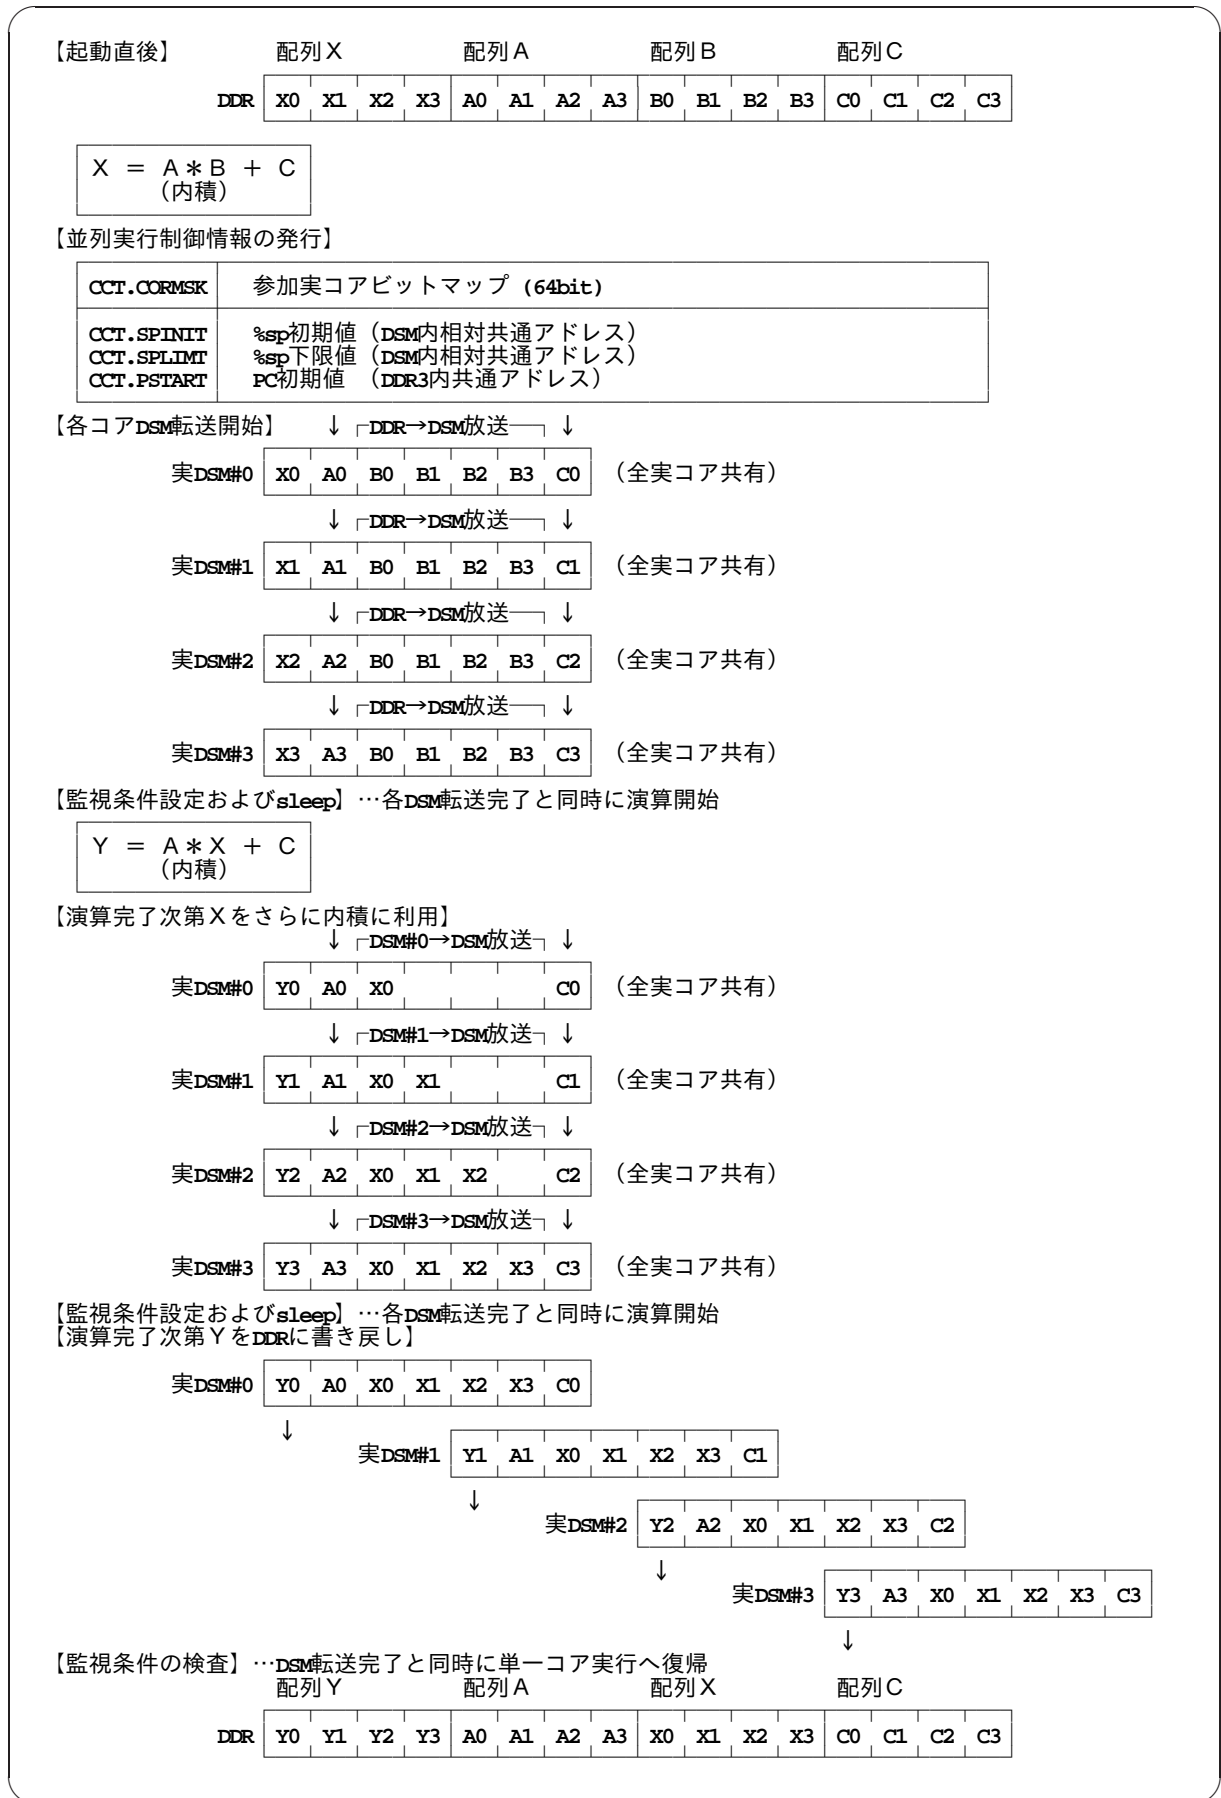 【起動直後】 配列X 配列A 配列B 配列C
DDR X0 X1 X2 X3 A0 A1 A2 A3 B0 B1 B2 B3 C0 C1 C2 C3
X = A*B + C
(内積)
【並列実行制御情報の発行】
CCT.CORMSK 参加実コアビットマップ (64bit)
CCT.SPINIT %sp初期値 (DSM内相対共通アドレス)
CCT.SPLIMT %sp下限値 (DSM内相対共通アドレス)
CCT.PSTART PC初期値 (DDR3内共通アドレス)
【各コアDSM転送開始】 ↓ ┌DDR→DSM放送─┐ ↓
実DSM#0 X0 A0 B0 B1 B2 B3 C0 (全実コア共有)
↓ ┌DDR→DSM放送─┐ ↓
実DSM#1 X1 A1 B0 B1 B2 B3 C1 (全実コア共有)
↓ ┌DDR→DSM放送─┐ ↓
実DSM#2 X2 A2 B0 B1 B2 B3 C2 (全実コア共有)
↓ ┌DDR→DSM放送─┐ ↓
実DSM#3 X3 A3 B0 B1 B2 B3 C3 (全実コア共有)
【監視条件設定およびsleep】…各DSM転送完了と同時に演算開始
Y = A*X + C
(内積)
【演算完了次第Xをさらに内積に利用】
↓ ┌DSM#0→DSM放送┐ ↓
実DSM#0 Y0 A0 X0 C0 (全実コア共有)
↓ ┌DSM#1→DSM放送┐ ↓
実DSM#1 Y1 A1 X0 X1 C1 (全実コア共有)
↓ ┌DSM#2→DSM放送┐ ↓
実DSM#2 Y2 A2 X0 X1 X2 C2 (全実コア共有)
↓ ┌DSM#3→DSM放送┐ ↓
実DSM#3 Y3 A3 X0 X1 X2 X3 C3 (全実コア共有)
【監視条件設定およびsleep】…各DSM転送完了と同時に演算開始
【演算完了次第YをDDRに書き戻し】
実DSM#0 Y0 A0 X0 X1 X2 X3 C0
↓
実DSM#1 Y1 A1 X0 X1 X2 X3 C1
↓
実DSM#2 Y2 A2 X0 X1 X2 X3 C2
↓
実DSM#3 Y3 A3 X0 X1 X2 X3 C3
↓
【監視条件の検査】…DSM転送完了と同時に単一コア実行へ復帰
配列Y 配列A 配列X 配列C
DDR Y0 Y1 Y2 Y3 A0 A1 A2 A3 X0 X1 X2 X3 C0 C1 C2 C3